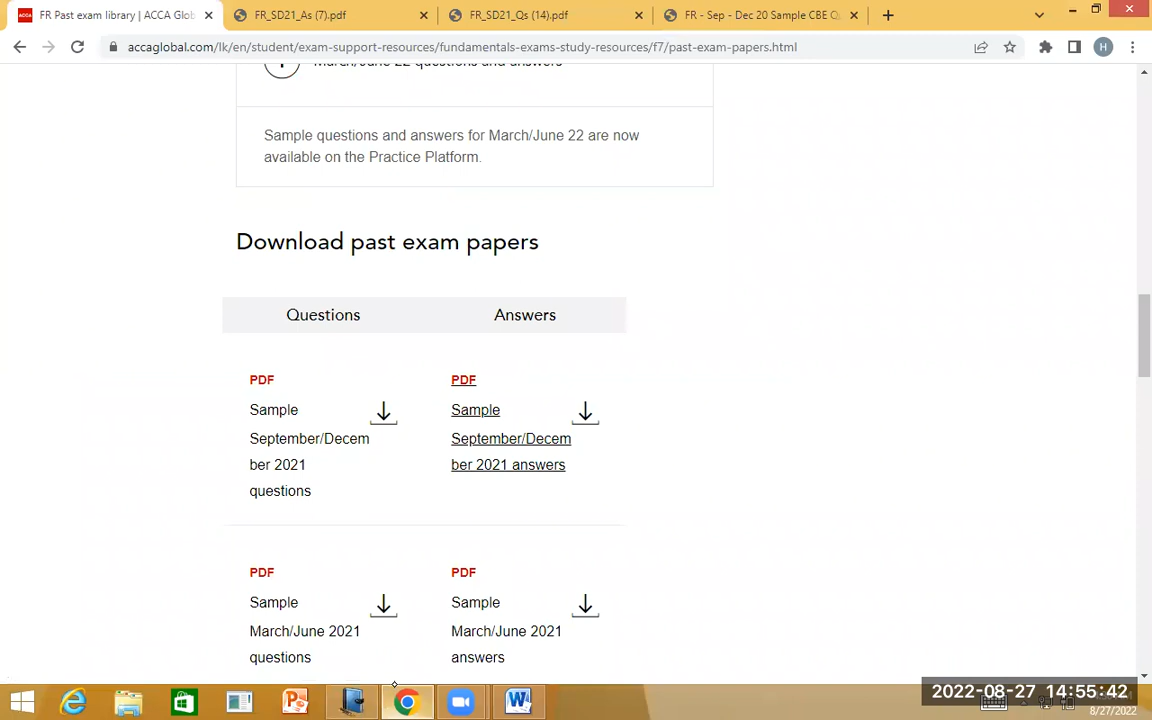 FR Past exam library | ACCA Glob
FR_SD21_As (7).pdf
FR_SD21_Qs (14).pdf
FR - Sep - Dec 20 Sample CBE Q
accaglobal.com/lk/en/student/exam-support-resources/fundamentals-exams-study-resources/f7/past-exam-papers.html
H
March/June 22 questions and answers
Sample questions and answers for March/June 22 are now
available on the Practice Platform.
Download past exam papers
Questions
Answers
PDF
Sample
September/Decem
ber 2021
questions
PDF
Sample
September/Decem
ber 2021 answers
PDF
Sample
March/June 2021
questions
PDF
Sample
March/June 2021
answers
2022-08-27 14:55:42
8/27/2022